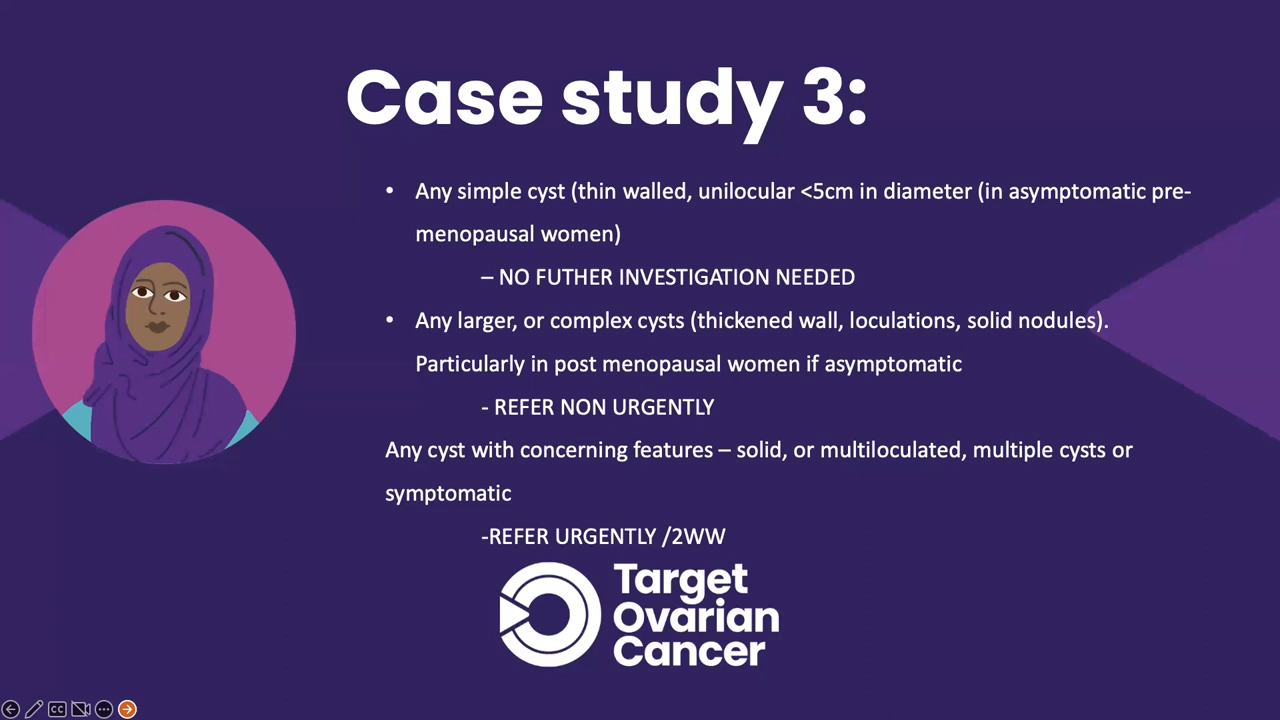 Case study 3:
• Any simple cyst (thin walled, unilocular <5cm in diameter (in asymptomatic pre-
menopausal women)
– NO FUTHER INVESTIGATION NEEDED
• Any larger, or complex cysts (thickened wall, loculations, solid nodules).
Particularly in post menopausal women if asymptomatic
- REFER NON URGENTLY
Any cyst with concerning features – solid, or multiloculated, multiple cysts or
symptomatic
-REFER URGENTLY /2WW
Target
Ovarian
Cancer
CC